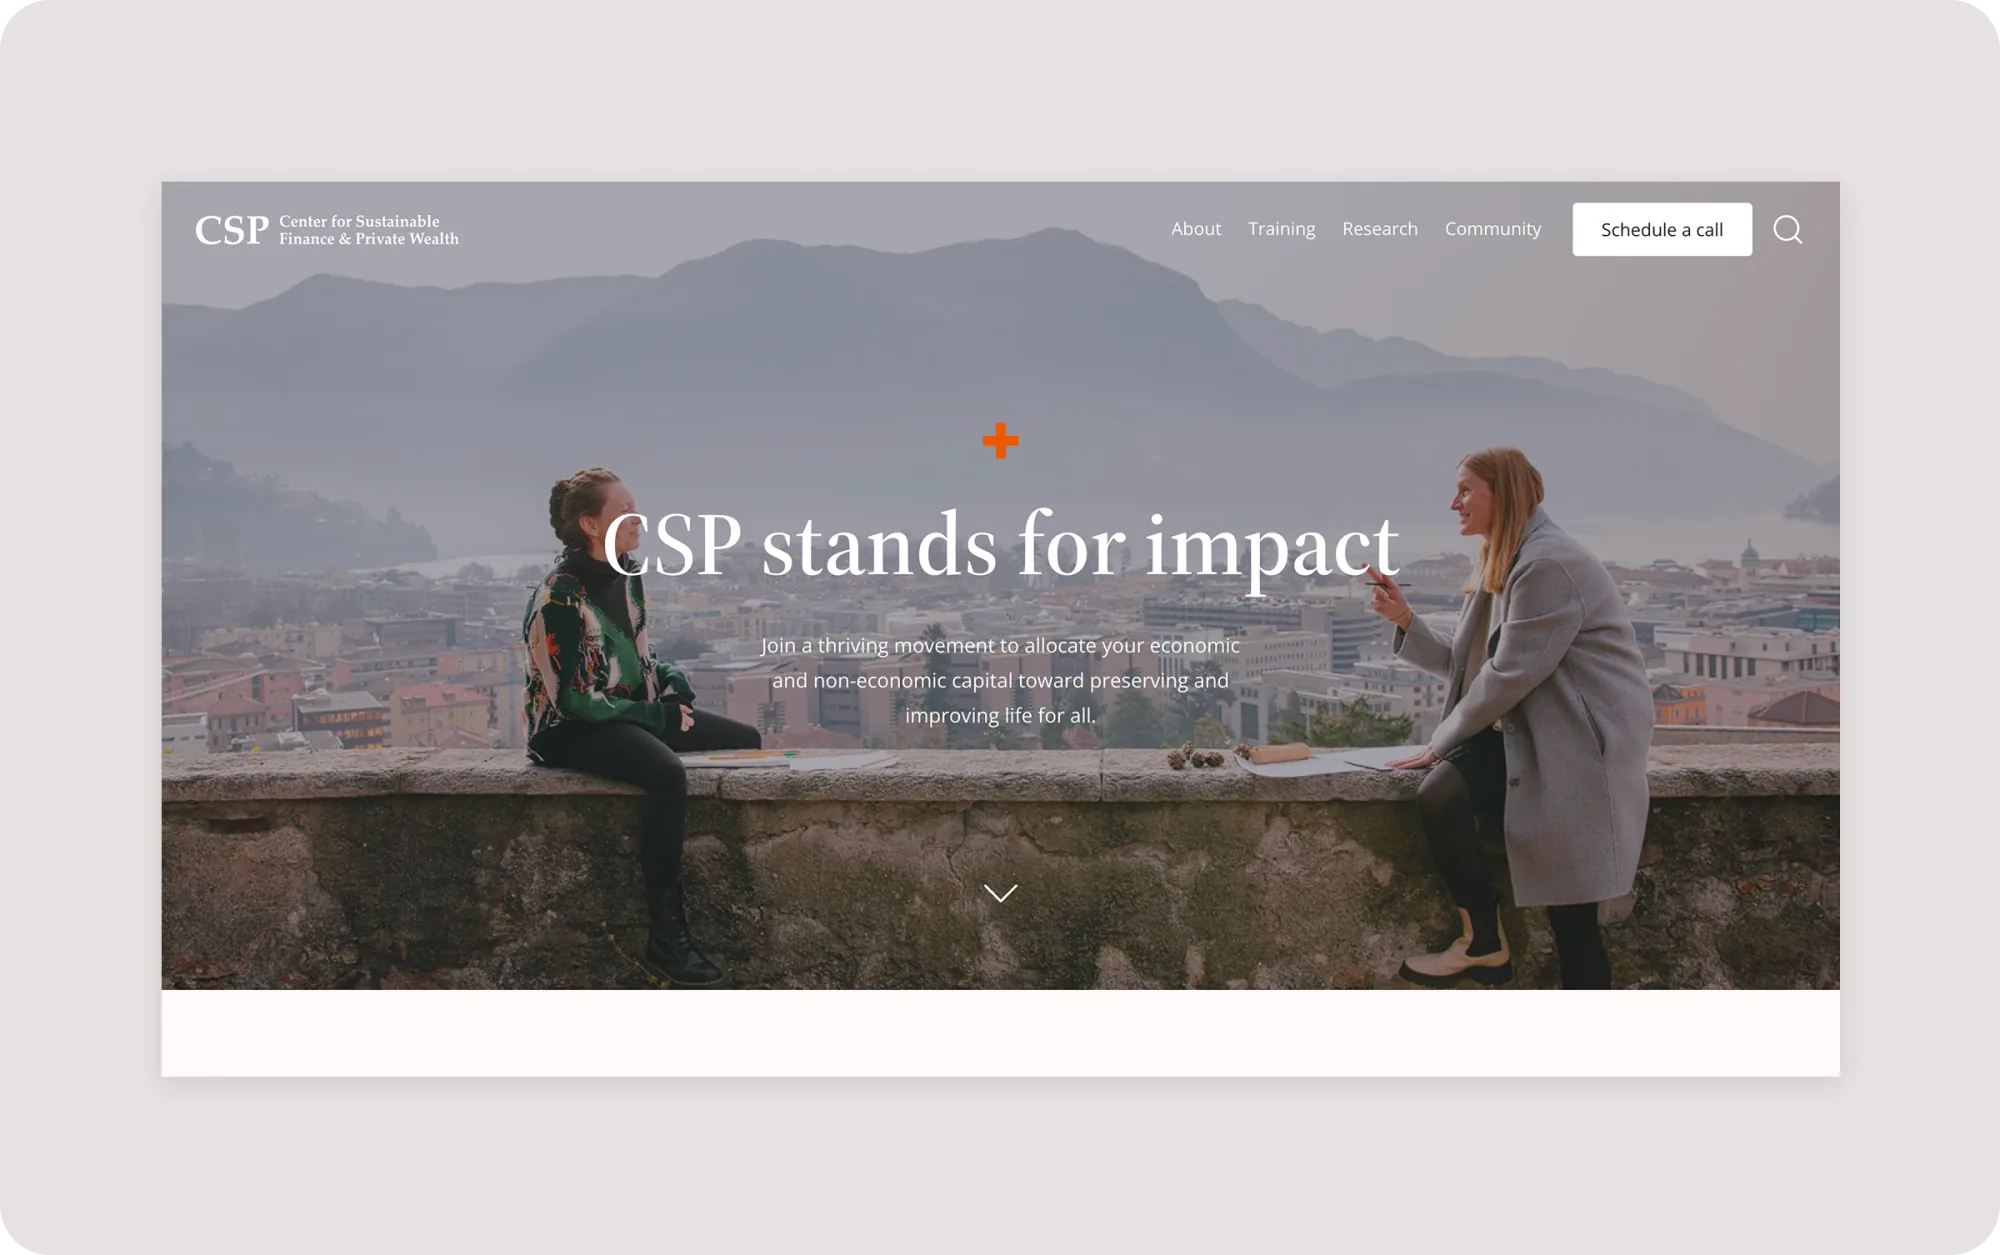 CSP
Center for Sustainable
Finance & Private Wealth
About Training Research Community Schedule a call
CSP stands for impact
Join a thriving movement to allocate your economic
and non-economic capital toward preserving and
improving life for all.